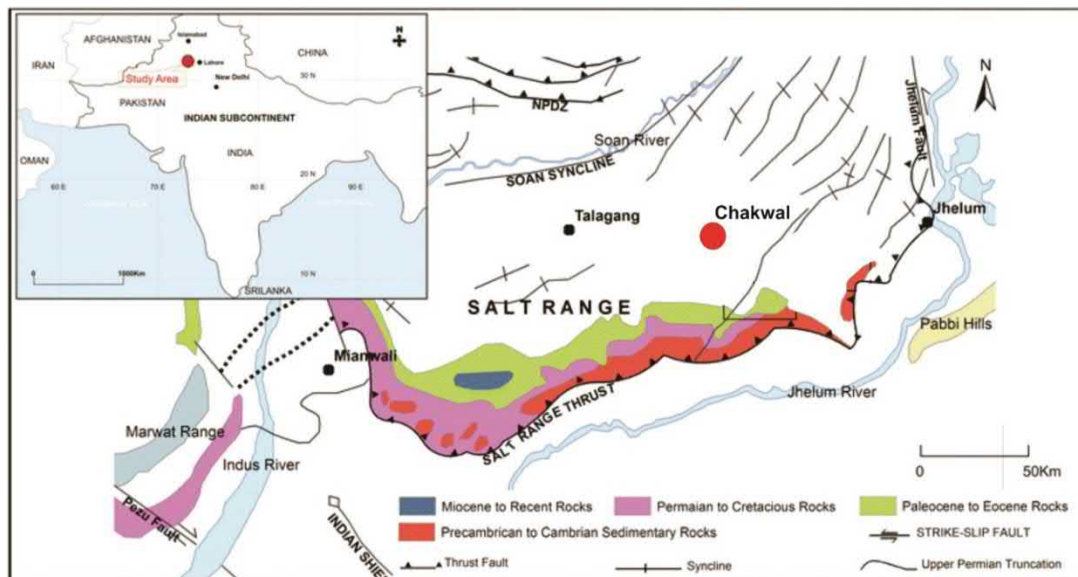 AFGHANISTAN
Islamabad
CHINA
N
IRAN
Lahore
Study Area
New Delhi
30 N
PAKISTAN
INDIAN SUBCONTINENT
OMAN
INDIA
20 N
60 E
70 E
80 E
90 E
0 1000Km
10 N
SRILANKA
NPDZ
Soan River
SOAN SYNCLINE
Jhelum Fault
N
Talagang
Chakwal
Jhelum
SALT RANGE
Pabbi Hills
Mianwali
Jhelum River
SALT RANGE THRUST
Marwat Range
Indus River
Pezu Fault
INDIAN SHIE
0 50Km
Miocene to Recent Rocks
Permaian to Cretacious Rocks
Paleocene to Eocene Rocks
Precambrican to Cambrian Sedimentary Rocks
STRIKE-SLIP FAULT
Thrust Fault
Syncline
Upper Permian Truncation